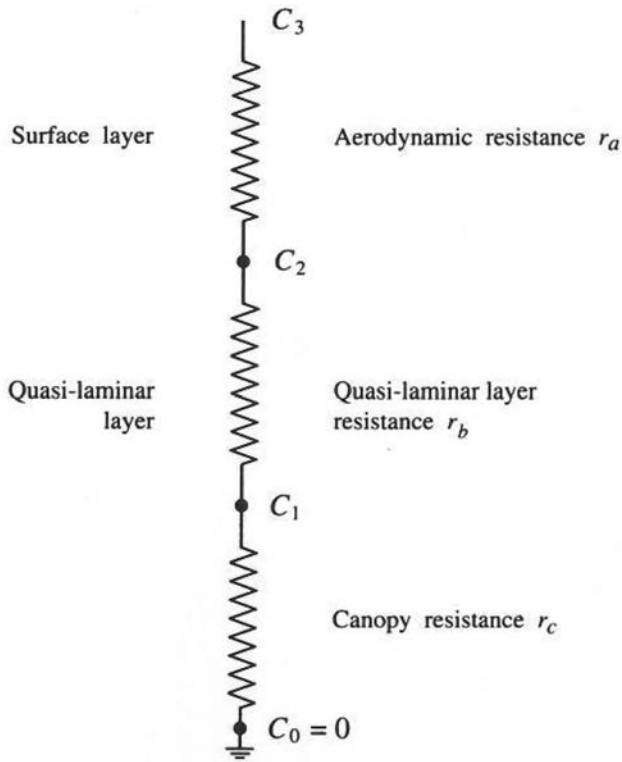 C3
Surface layer
Aerodynamic resistance ra
C2
Quasi-laminar
layer
Quasi-laminar layer
resistance rb
C1
Canopy resistance rc
C0 = 0